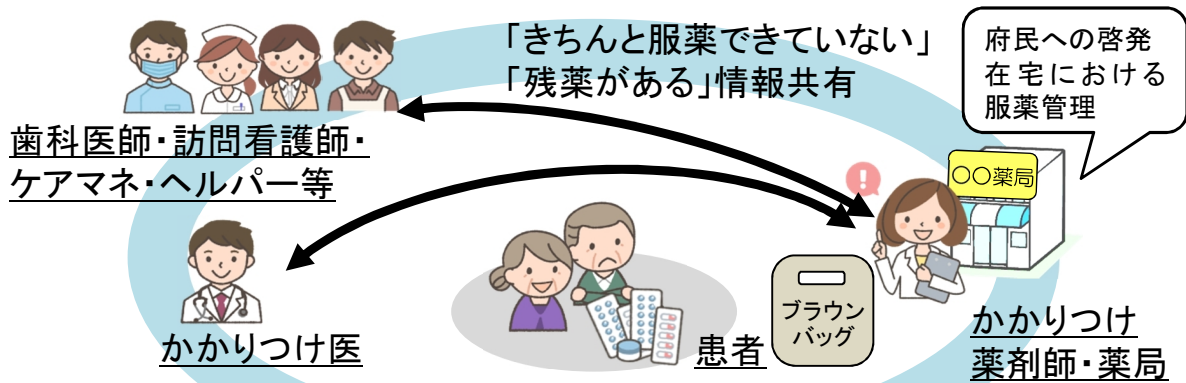 「きちんと服薬できていない」
「残薬がある」情報共有
府民への啓発
在宅における
服薬管理
歯科医師・訪問看護師・
ケアマネ・ヘルパー等
〇〇薬局
かかりつけ医
患者
ブラウン
バッグ
かかりつけ
薬剤師・薬局